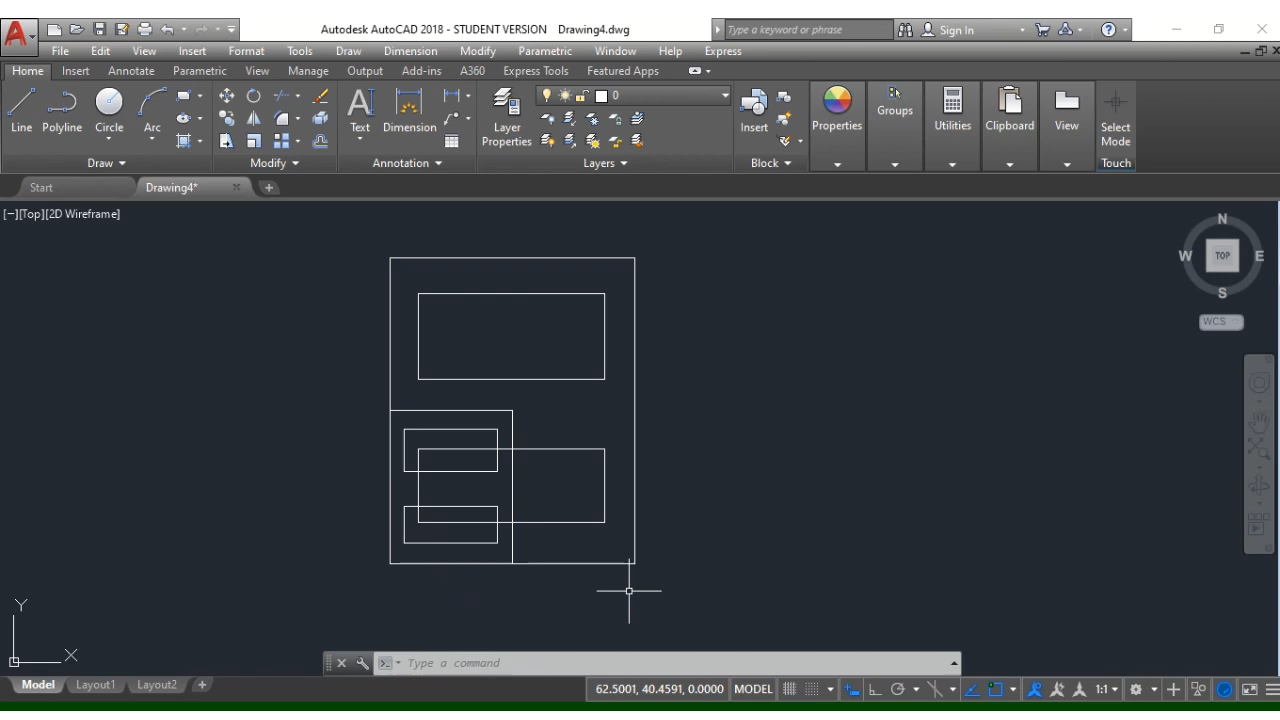 Autodesk AutoCAD 2018 - STUDENT VERSION Drawing4.dwg
Type a keyword or phrase
Sign In
File Edit View Insert Format Tools Draw Dimension Modify Parametric Window Help Express
Home Insert Annotate Parametric View Manage Output Add-ins A360 Express Tools Featured Apps
Line Polyline Circle Arc
Text Dimension
Layer Properties
0
Insert
Properties Groups Utilities Clipboard View
Select Mode
Draw Modify Annotation Layers Block Touch
Start Drawing4*
[−][Top][2D Wireframe]
N
W TOP E
S
WCS
Y
X
Type a command
Model Layout1 Layout2
62.5001, 40.4591, 0.0000 MODEL 1:1